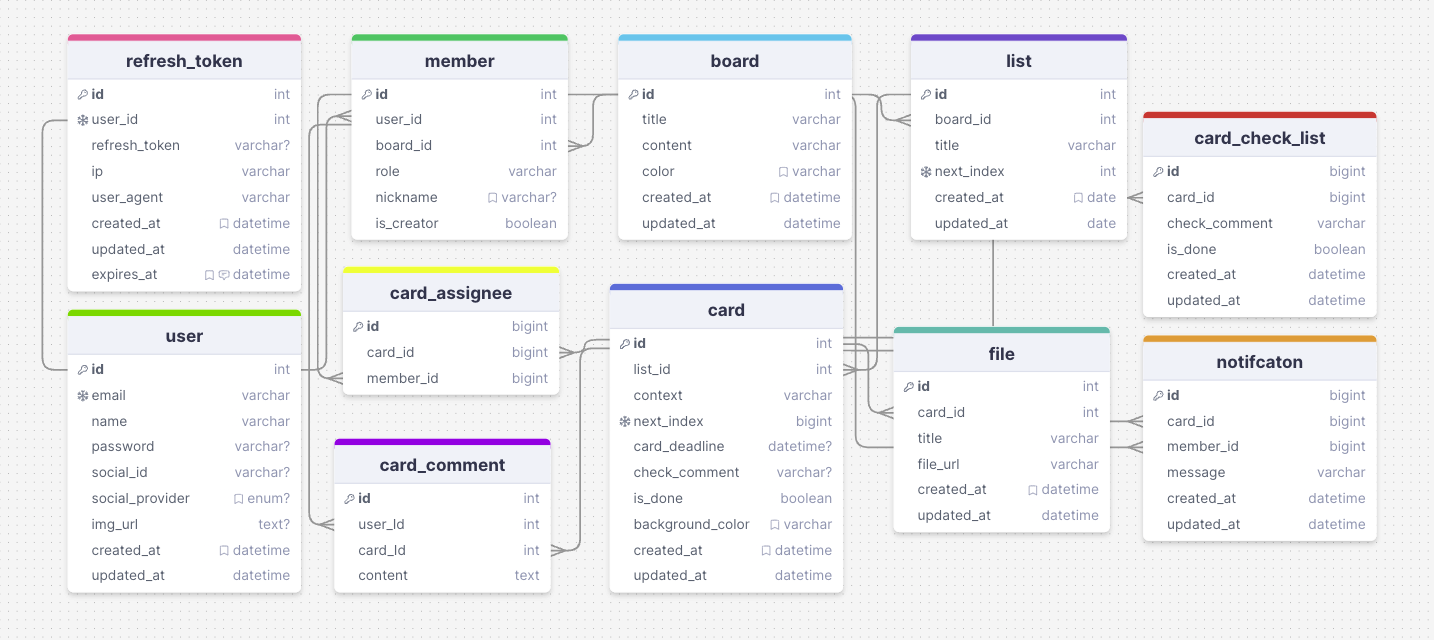 refresh_token
id int
user_id int
refresh_token varchar?
ip varchar
user_agent varchar
created_at datetime
updated_at datetime
expires_at datetime
member
id int
user_id int
board_id int
role varchar
nickname varchar?
is_creator boolean
board
id int
title varchar
content varchar
color varchar
created_at datetime
updated_at datetime
list
id int
board_id int
title varchar
next_index int
created_at date
updated_at date
card_check_list
id bigint
card_id bigint
check_comment varchar
is_done boolean
created_at datetime
updated_at datetime
user
id int
email varchar
name varchar
password varchar?
social_id varchar?
social_provider enum?
img_url text?
created_at datetime
updated_at datetime
card_assignee
id bigint
card_id bigint
member_id bigint
card_comment
id int
user_Id int
card_Id int
content text
card
id int
list_id int
context varchar
next_index bigint
card_deadline datetime?
check_comment varchar?
is_done boolean
background_color varchar
created_at datetime
updated_at datetime
file
id int
card_id int
title varchar
file_url varchar
created_at datetime
updated_at datetime
notifcaton
id bigint
card_id bigint
member_id bigint
message varchar
created_at datetime
updated_at datetime